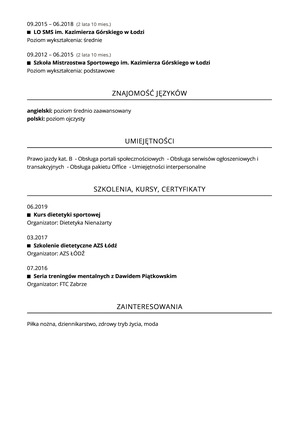 09.2015 – 06.2018 (2 lata 10 mies.)
■ LO SMS im. Kazimierza Górskiego w Łodzi
Poziom wykształcenia: średnie
09.2012 – 06.2015 (2 lata 10 mies.)
■ Szkoła Mistrzostwa Sportowego im. Kazimierza Górskiego w Łodzi
Poziom wykształcenia: podstawowe
ZNAJOMOŚĆ JĘZYKÓW
angielski: poziom średnio zaawansowany
polski: poziom ojczysty
UMIEJĘTNOŚCI
Prawo jazdy kat. B - Obsługa portali społecznościowych - Obsługa serwisów ogłoszeniowych i
transakcyjnych - Obsługa pakietu Office - Umiejętności interpersonalne
SZKOLENIA, KURSY, CERTYFIKATY
06.2019
■ Kurs dietetyki sportowej
Organizator: Dietetyka Nienażarty
03.2017
■ Szkolenie dietetyczne AZS Łódź
Organizator: AZS ŁÓDŹ
07.2016
■ Seria treningów mentalnych z Dawidem Piątkowskim
Organizator: FTC Zabrze
ZAINTERESOWANIA
Piłka nożna, dziennikarstwo, zdrowy tryb życia, moda